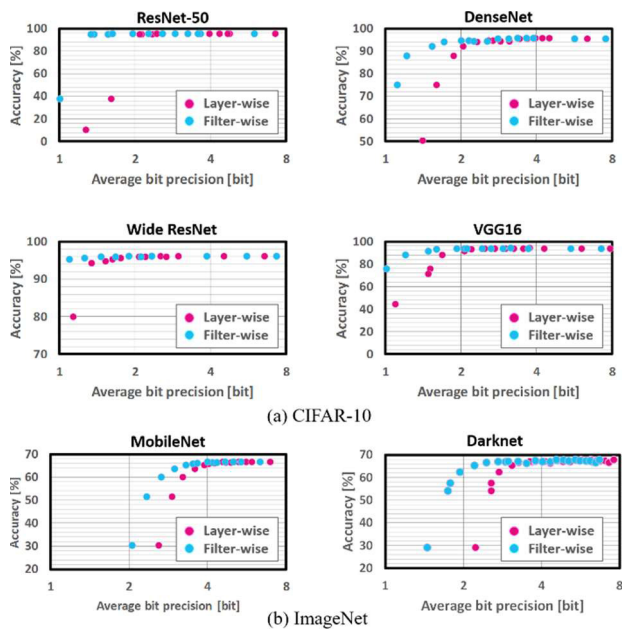 ResNet-50
DenseNet
Accuracy [%]
100
80
60
40
20
0
Layer-wise
Filter-wise
1 2 4 8
Average bit precision [bit]
Accuracy [%]
100
90
80
70
60
50
Layer-wise
Filter-wise
1 2 4 8
Average bit precision [bit]
Wide ResNet
VGG16
Accuracy [%]
100
90
80
70
Layer-wise
Filter-wise
1 2 4 8
Average bit precision [bit]
Accuracy [%]
100
80
60
40
20
0
Layer-wise
Filter-wise
1 2 4 8
Average bit precision [bit]
(a) CIFAR-10
MobileNet
Darknet
Accuracy [%]
70
60
50
40
30
20
Layer-wise
Filter-wise
1 2 4 8
Average bit precision [bit]
Accuracy [%]
70
60
50
40
30
20
Layer-wise
Filter-wise
1 2 4 8
Average bit precision [bit]
(b) ImageNet